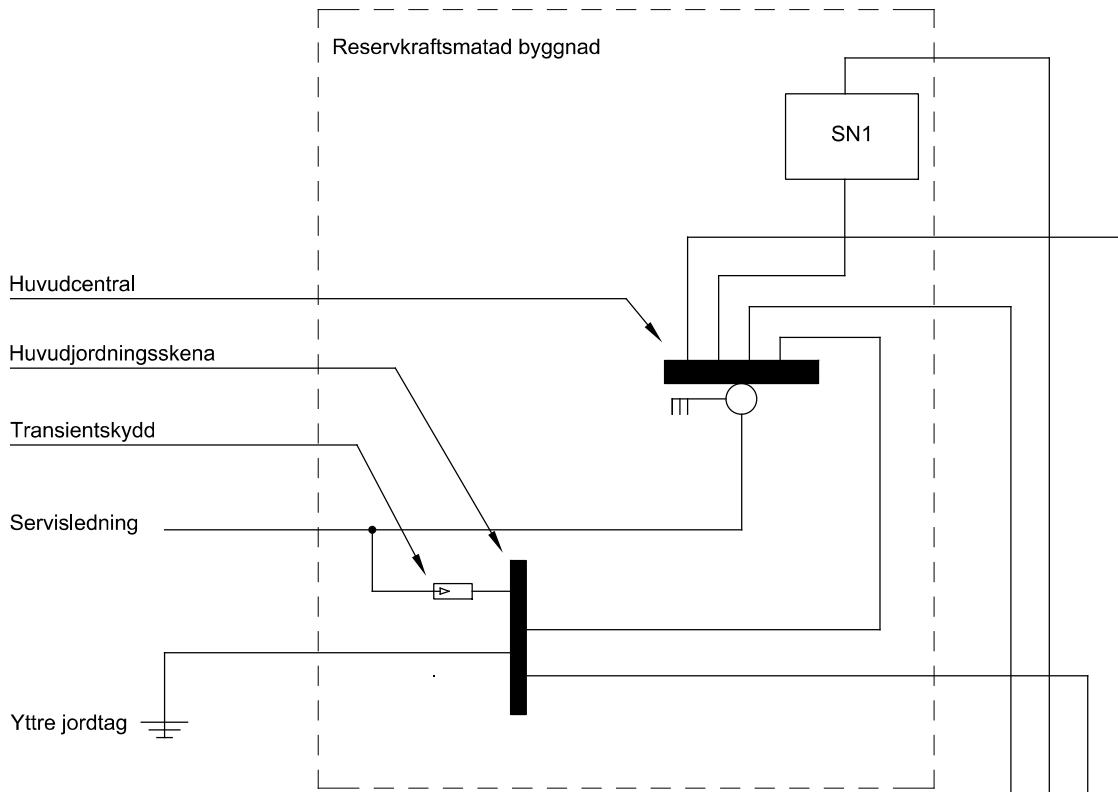 Reservkraftsmatad byggnad
SN1
Huvudcentral
Huvudjordningsskena
Transientskydd
Servisledning
Yttre jordtag